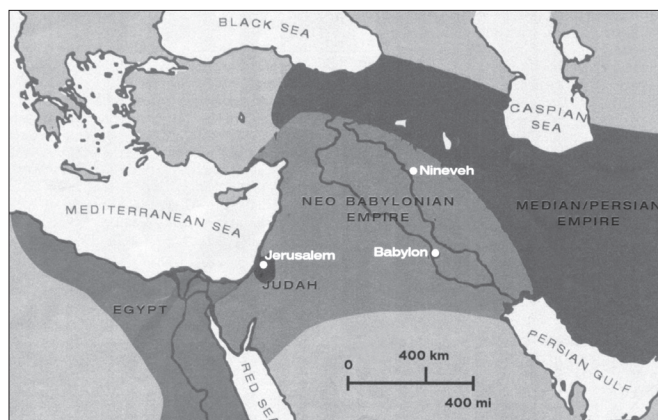 BLACK SEA
CASPIAN
SEA
Nineveh
NEO BABYLONIAN
EMPIRE
MEDIAN/PERSIAN
EMPIRE
MEDITERRANEAN SEA
Jerusalem
Babylon
JUDAH
EGYPT
PERSIAN GULF
RED SEA
0
400 km
400 mi